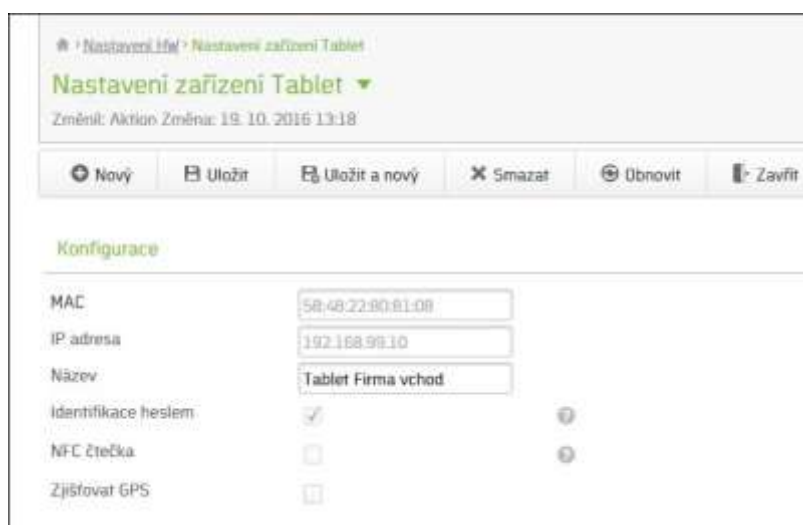 Nastavení HW › Nastavení zařízení Tablet
Nastavení zařízení Tablet
Změnil: Aktion Změna: 19. 10. 2016 13:18
Nový Uložit Uložit a nový Smazat Obnovit Zavřít
Konfigurace
MAC 58:48:22:80:81:08
IP adresa 192.168.99.10
Název Tablet Firma vchod
Identifikace heslem
NFC čtečka
Zjišťovat GPS